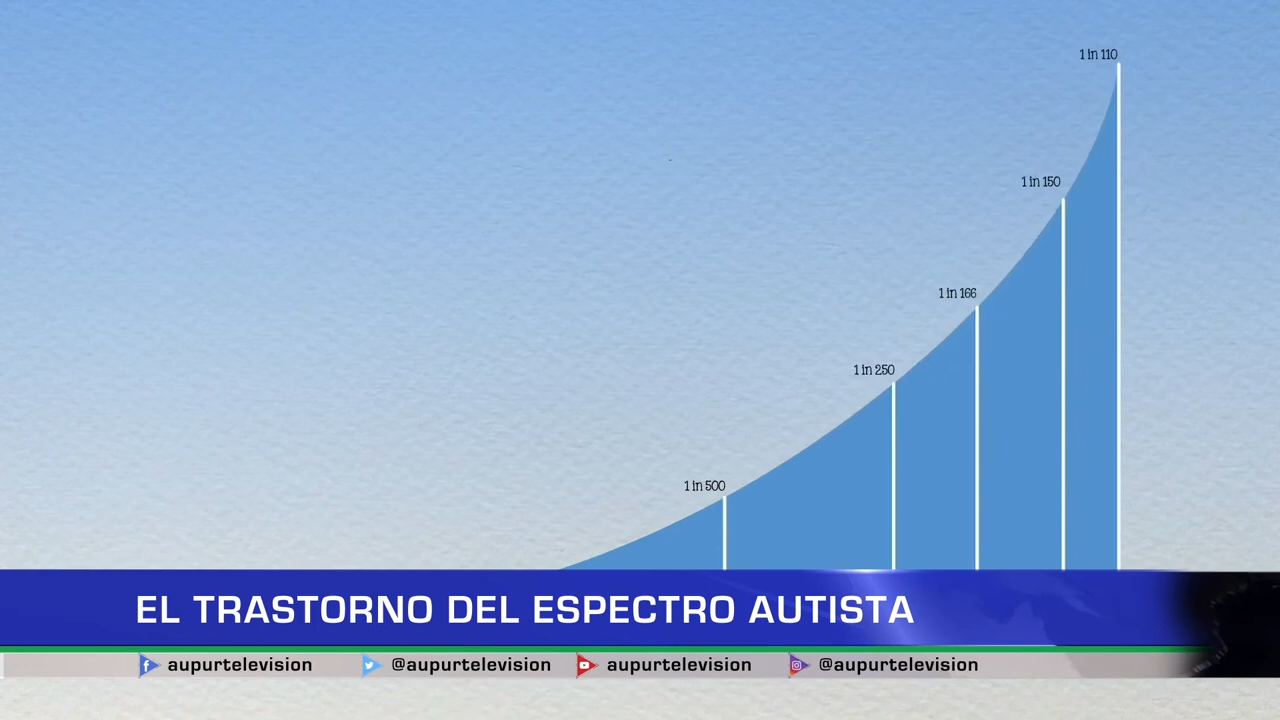 1 in 110
1 in 150
1 in 166
1 in 250
1 in 500
EL TRASTORNO DEL ESPECTRO AUTISTA
aupurtelevision @aupurtelevision aupurtelevision @aupurtelevision